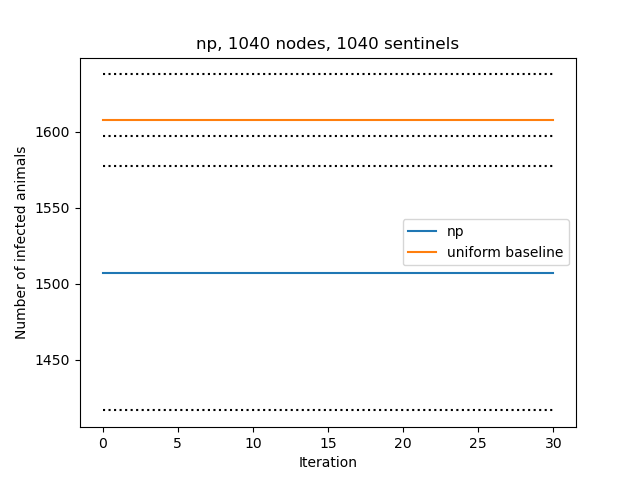 np, 1040 nodes, 1040 sentinels
Number of infected animals
1600
1550
1500
1450
np
uniform baseline
0 5 10 15 20 25 30
Iteration